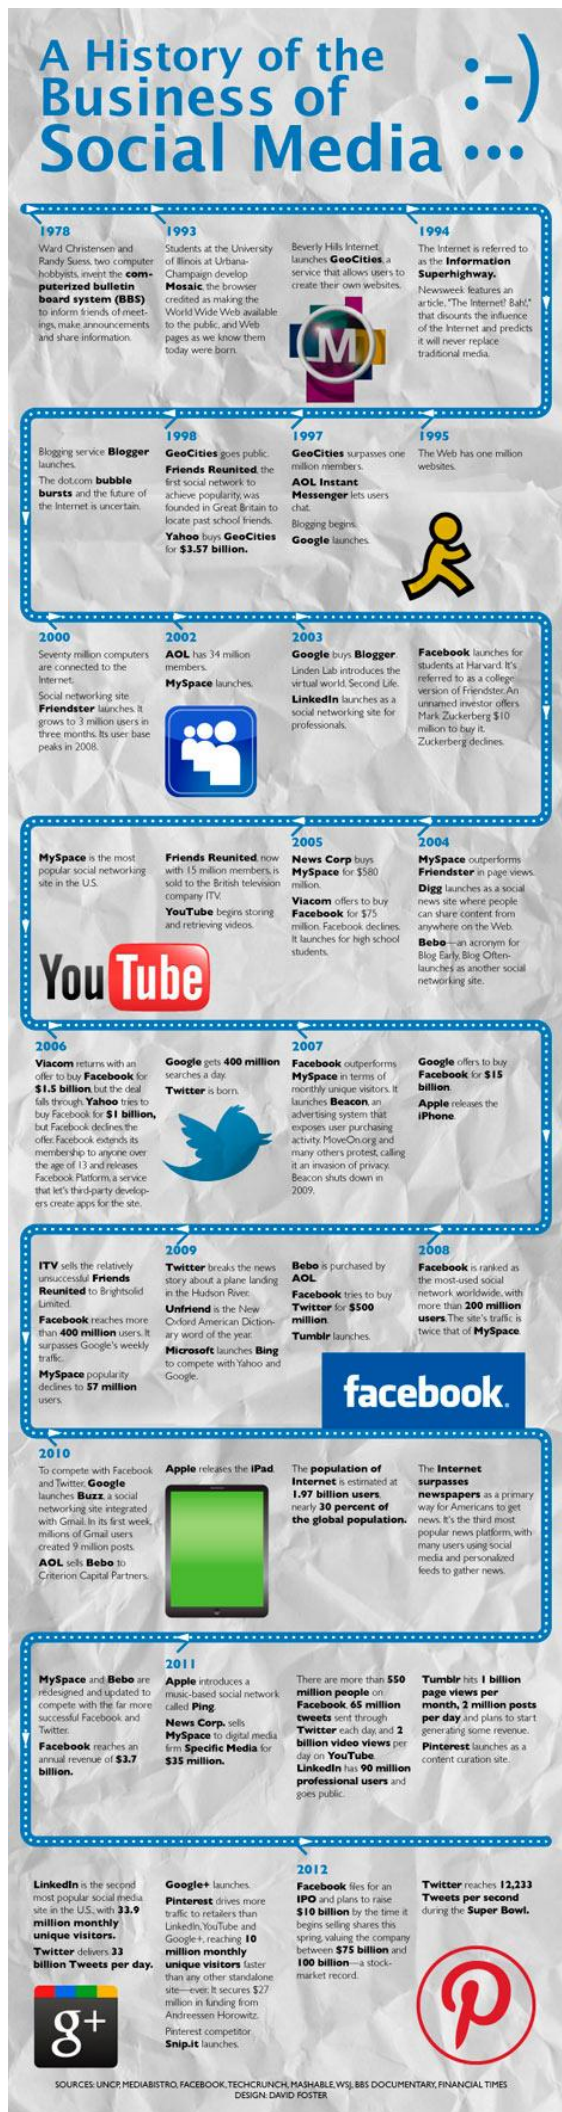 A History of the
Business of
Social Media ...
:-)
1978
Ward Christensen and
Randy Suess, two computer
hobbyists, invent the com-
puterized bulletin
board system (BBS)
to inform friends of meet-
ings, make announcements
and share information.
1993
Students at the University
of Illinois at Urbana-
Champaign develop
Mosaic, the browser
credited as making the
World Wide Web available
to the public, and Web
pages as we know them
today were born.
Beverly Hills Internet
launches GeoCities, a
service that allows users to
create their own websites.
M
1994
The Internet is referred to
as the Information
Superhighway.
Newsweek features an
article, "The Internet? Bah!,"
that discounts the influence
of the Internet and predicts
it will never replace
traditional media.
1995
The Web has one million
websites.
1997
GeoCities surpasses one
million members.
AOL Instant
Messenger lets users
chat.
Blogging begins.
Google launches.
1998
GeoCities goes public.
Friends Reunited, the
first social network to
achieve popularity, was
founded in Great Britain to
locate past school friends.
Yahoo buys GeoCities
for $3.57 billion.
Blogging service Blogger
launches.
The dot.com bubble
bursts and the future of
the Internet is uncertain.
2000
Seventy million computers
are connected to the
Internet.
Social networking site
Friendster launches. It
grows to 3 million users in
three months. Its user base
peaks in 2008.
2002
AOL has 34 million
members.
MySpace launches.
2003
Google buys Blogger.
Linden Lab introduces the
virtual world, Second Life.
LinkedIn launches as a
social networking site for
professionals.
Facebook launches for
students at Harvard. It's
referred to as a college
version of Friendster. An
unnamed investor offers
Mark Zuckerberg $10
million to buy it.
Zuckerberg declines.
2004
MySpace outperforms
Friendster in page views.
Digg launches as a social
news site where people
can share content from
anywhere on the Web.
Bebo—an acronym for
Blog Early, Blog Often-
launches as another social
networking site.
2005
News Corp buys
MySpace for $580
million.
Viacom offers to buy
Facebook for $75
million. Facebook declines.
It launches for high school
students.
Friends Reunited, now
with 15 million members, is
sold to the British television
company ITV.
YouTube begins storing
and retrieving videos.
MySpace is the most
popular social networking
site in the U.S.
You Tube
2006
Viacom returns with an
offer to buy Facebook for
$1.5 billion, but the deal
falls through. Yahoo tries to
buy Facebook for $1 billion,
but Facebook declines the
offer. Facebook extends its
membership to anyone over
the age of 13 and releases
Facebook Platform, a service
that let's third-party develop-
ers create apps for the site.
Google gets 400 million
searches a day.
Twitter is born.
2007
Facebook outperforms
MySpace in terms of
monthly unique visitors. It
launches Beacon, an
advertising system that
exposes user purchasing
activity. MoveOn.org and
many others protest, calling
it an invasion of privacy.
Beacon shuts down in
2009.
Google offers to buy
Facebook for $15
billion.
Apple releases the
iPhone.
2008
Facebook is ranked as
the most-used social
network worldwide, with
more than 200 million
users. The site's traffic is
twice that of MySpace.
Bebo is purchased by
AOL.
Facebook tries to buy
Twitter for $500
million.
Tumblr launches.
facebook.
2009
Twitter breaks the news
story about a plane landing
in the Hudson River.
Unfriend is the New
Oxford American Diction-
ary word of the year.
Microsoft launches Bing
to compete with Yahoo and
Google.
ITV sells the relatively
unsuccessful Friends
Reunited to Brightsolid
Limited.
Facebook reaches more
than 400 million users. It
surpasses Google's weekly
traffic.
MySpace popularity
declines to 57 million
users.
2010
To compete with Facebook
and Twitter, Google
launches Buzz, a social
networking site integrated
with Gmail. In its first week,
millions of Gmail users
created 9 million posts.
AOL sells Bebo to
Criterion Capital Partners.
Apple releases the iPad.
The population of
Internet is estimated at
1.97 billion users,
nearly 30 percent of
the global population.
The Internet
surpasses
newspapers as a primary
way for Americans to get
news. It's the third most
popular news platform, with
many users using social
media and personalized
feeds to gather news.
MySpace and Bebo are
redesigned and updated to
compete with the far more
successful Facebook and
Twitter.
Facebook reaches an
annual revenue of $3.7
billion.
2011
Apple introduces a
music-based social network
called Ping.
News Corp. sells
MySpace to digital media
firm Specific Media for
$35 million.
There are more than 550
million people on
Facebook, 65 million
tweets sent through
Twitter each day, and 2
billion video views per
day on YouTube.
LinkedIn has 90 million
professional users and
goes public.
Tumblr hits 1 billion
page views per
month, 2 million posts
per day and plans to start
generating some revenue.
Pinterest launches as a
content curation site.
LinkedIn is the second
most popular social media
site in the U.S., with 33.9
million monthly
unique visitors.
Twitter delivers 33
billion Tweets per day.
g+
Google+ launches.
Pinterest drives more
traffic to retailers than
LinkedIn, YouTube and
Google+, reaching 10
million monthly
unique visitors faster
than any other standalone
site—ever. It secures $27
million in funding from
Andreessen Horowitz.
Pinterest competitor
Snip.it launches.
2012
Facebook files for an
IPO and plans to raise
$10 billion by the time it
begins selling shares this
spring, valuing the company
between $75 billion and
100 billion—a stock-
market record.
Twitter reaches 12,233
Tweets per second
during the Super Bowl.
SOURCES: UNCP, MEDIABISTRO, FACEBOOK, TECHCRUNCH, MASHABLE, WSJ, BBS DOCUMENTARY, FINANCIAL TIMES
DESIGN: DAVID FOSTER